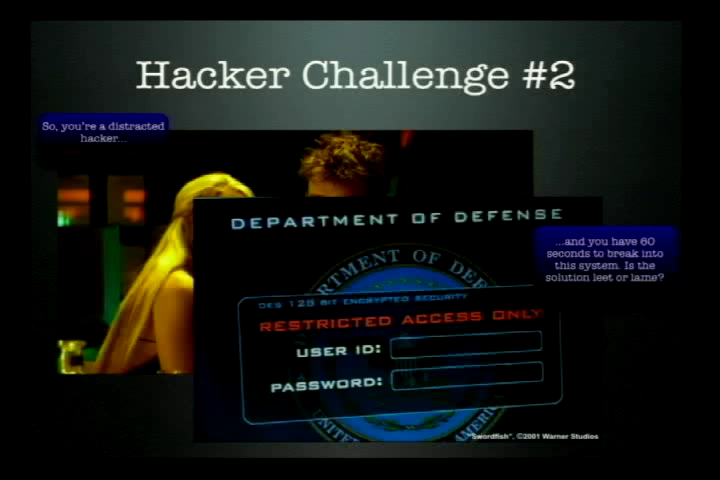 Hacker Challenge #2
So, you're a distracted
hacker...
DEPARTMENT OF DEFENSE
...and you have 60
seconds to break into
this system. Is the
solution leet or lame?
DES 128 BIT ENCRYPTED SECURITY
RESTRICTED ACCESS ONLY
USER ID:
PASSWORD:
"Swordfish", ©2001 Warner Studios